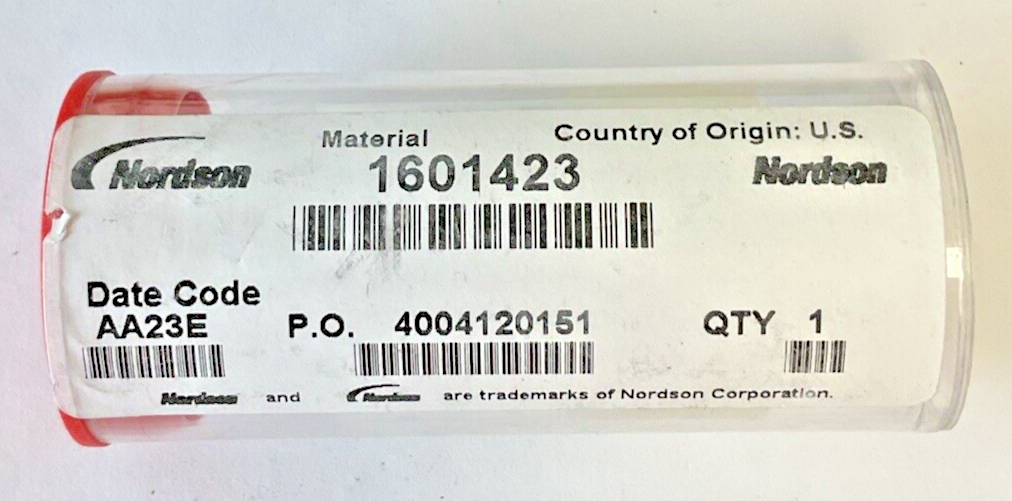 Material
Country of Origin: U.S.
Nordson
1601423
Nordson
Date Code
AA23E
P.O. 4004120151
QTY 1
Nordson and Nordson are trademarks of Nordson Corporation.